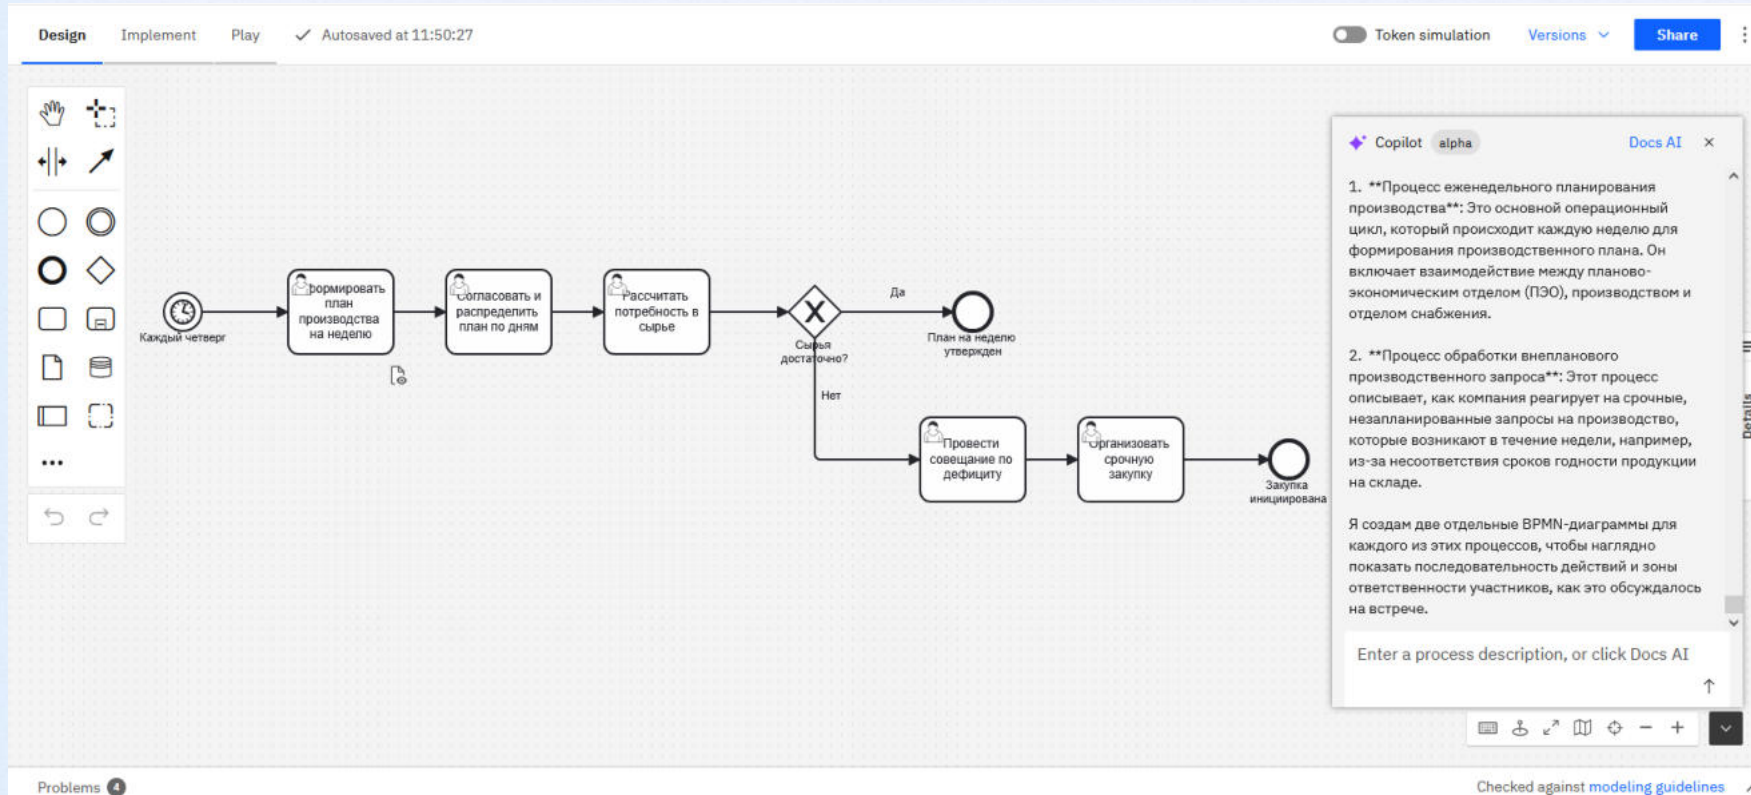 Design Implement Play Autosaved at 11:50:27 Token simulation Versions Share
Copilot alpha Docs AI
1. **Процесс еженедельного планирования
производства**: Это основной операционный
цикл, который происходит каждую неделю для
формирования производственного плана. Он
включает взаимодействие между планово-
экономическим отделом (ПЭО), производством и
отделом снабжения.
2. **Процесс обработки внепланового
производственного запроса**: Этот процесс
описывает, как компания реагирует на срочные,
незапланированные запросы на производство,
которые возникают в течение недели, например,
из-за несоответствия сроков годности продукции
на складе.
Я создам две отдельные BPMN-диаграммы для
каждого из этих процессов, чтобы наглядно
показать последовательность действий и зоны
ответственности участников, как это обсуждалось
на встрече.
Enter a process description, or click Docs AI
Каждый четверг
формировать
план
производства
на неделю
Согласовать и
распределить
план по дням
Рассчитать
потребность в
сырье
Сырья
достаточно?
Да
План на неделю
утвержден
Нет
Провести
совещание по
дефициту
Организовать
срочную
закупку
Закупка
инициирована
Details
Problems 4
Checked against modeling guidelines